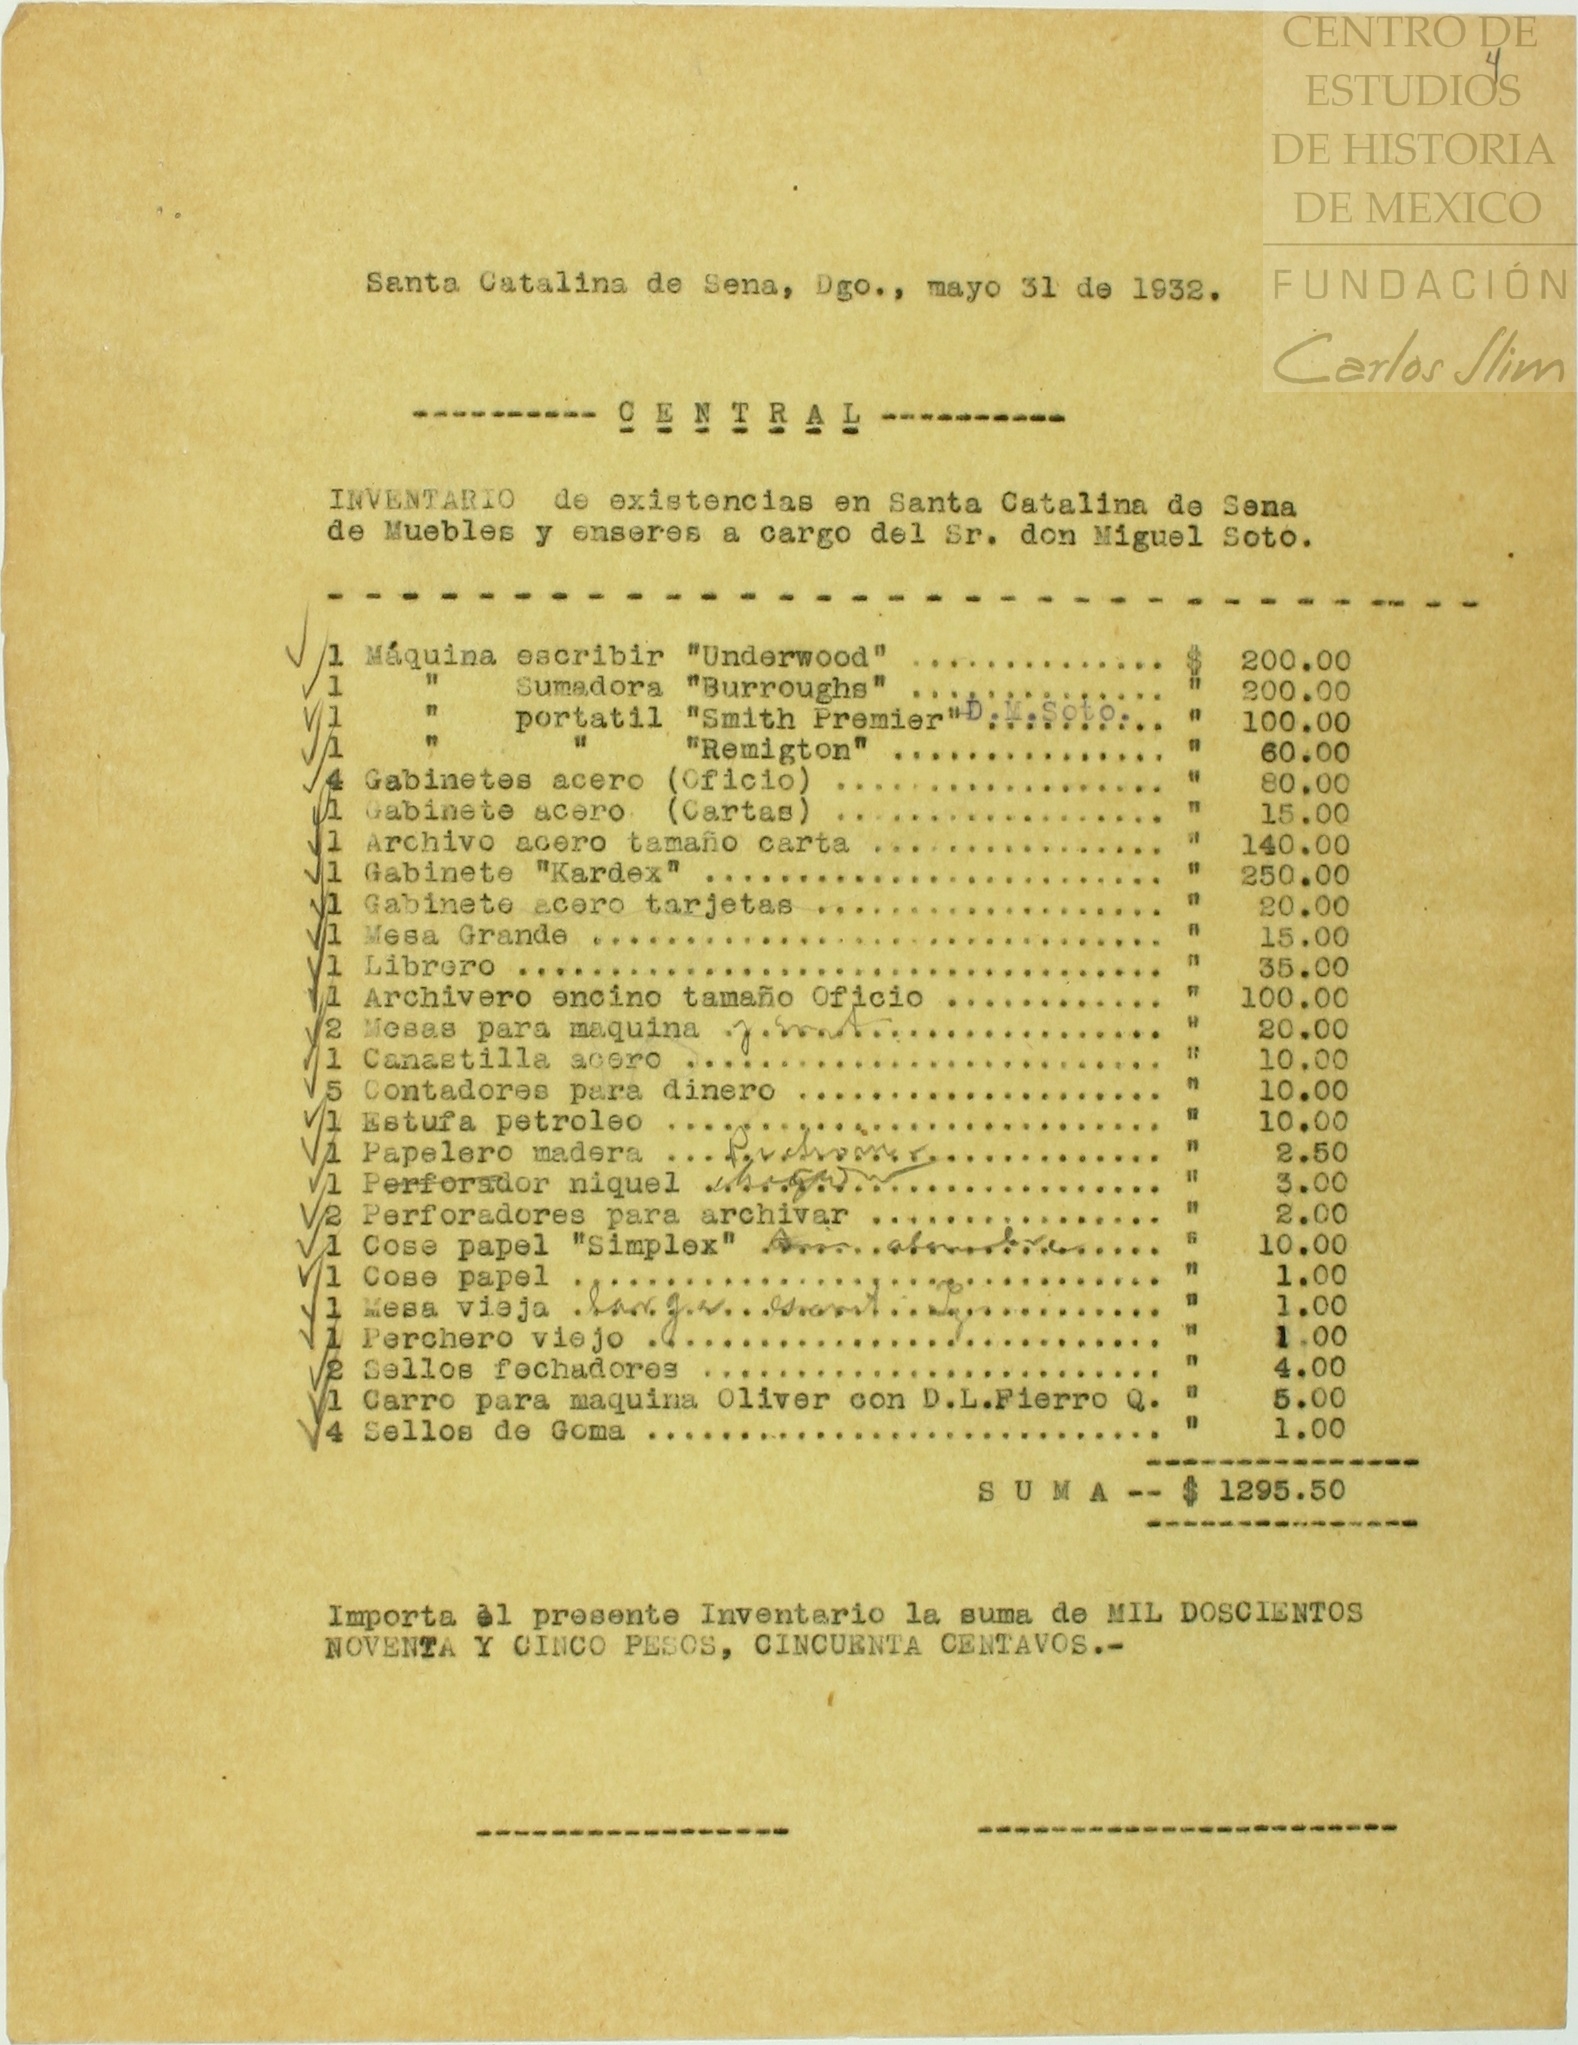 CENTRO DE
ESTUDIOS
DE HISTORIA
DE MEXICO
FUNDACIÓN
Carlos Slim
4
Santa Catalina de Sena, Dgo., mayo 31 de 1932.
---------- C E N T R A L ----------
INVENTARIO de existencias en Santa Catalina de Sena
de Muebles y enseres a cargo del Sr. don Miguel Soto.
1 Máquina escribir "Underwood" .............. $ 200.00
1 " Sumadora "Burroughs" .............. " 200.00
1 " portatil "Smith Premier" D.M.Soto. .......... " 100.00
1 " " "Remigton" ............... " 60.00
4 Gabinetes acero (Oficio) .................. " 80.00
1 Gabinete acero (Cartas) .................. " 15.00
1 Archivo acero tamaño carta ................ " 140.00
1 Gabinete "Kardex" ......................... " 250.00
1 Gabinete acero tarjetas ................... " 20.00
1 Mesa Grande ............................... " 15.00
1 Librero ................................... " 35.00
1 Archivero encino tamaño Oficio ............ " 100.00
2 Mesas para maquina ........................ " 20.00
1 Canastilla acero .......................... " 10.00
5 Contadores para dinero .................... " 10.00
1 Estufa petroleo ........................... " 10.00
1 Papelero madera ........................... " 2.50
1 Perforador niquel ......................... " 3.00
2 Perforadores para archivar ................ " 2.00
1 Cose papel "Simplex" ...................... " 10.00
1 Cose papel ................................ " 1.00
1 Mesa vieja ................................ " 1.00
1 Perchero viejo ............................ " 1.00
2 Sellos fechadores ......................... " 4.00
1 Carro para maquina Oliver con D.L.Fierro Q. " 5.00
4 Sellos de Goma ............................ " 1.00
S U M A -- $ 1295.50
Importa el presente Inventario la suma de MIL DOSCIENTOS
NOVENTA Y CINCO PESOS, CINCUENTA CENTAVOS.-